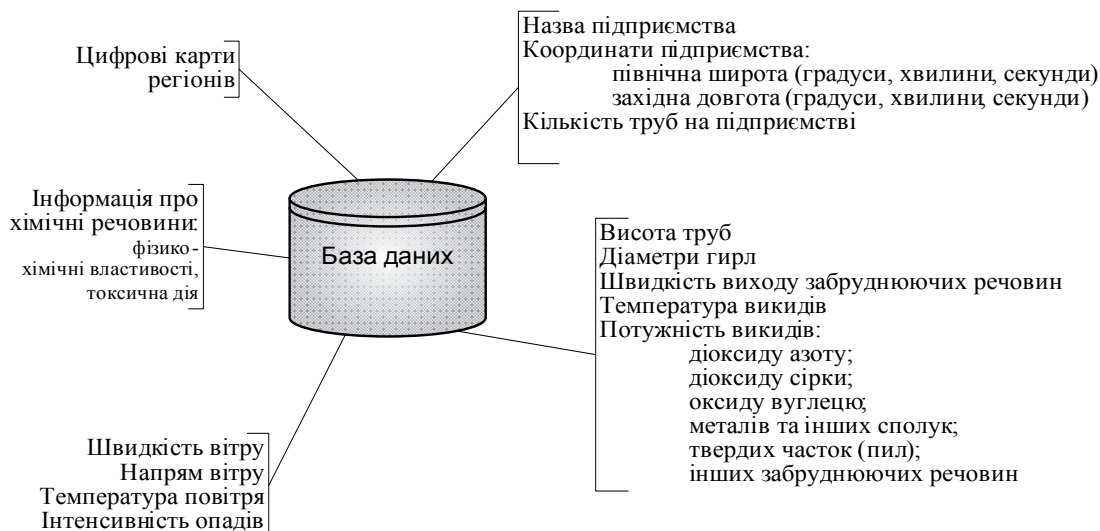 Цифрові карти
регіонів
Назва підприємства
Координати підприємства:
північна широта (градуси, хвилини, секунди)
західна довгота (градуси, хвилини, секунди)
Кількість труб на підприємстві
Інформація про
хімічні речовини:
фізико-
хімічні властивості,
токсична дія
База даних
Висота труб
Діаметри гирл
Швидкість виходу забруднюючих речовин
Температура викидів
Потужність викидів:
діоксиду азоту;
діоксиду сірки;
оксиду вуглецю;
металів та інших сполук;
твердих часток (пил);
інших забруднюючих речовин
Швидкість вітру
Напрям вітру
Температура повітря
Інтенсивність опадів